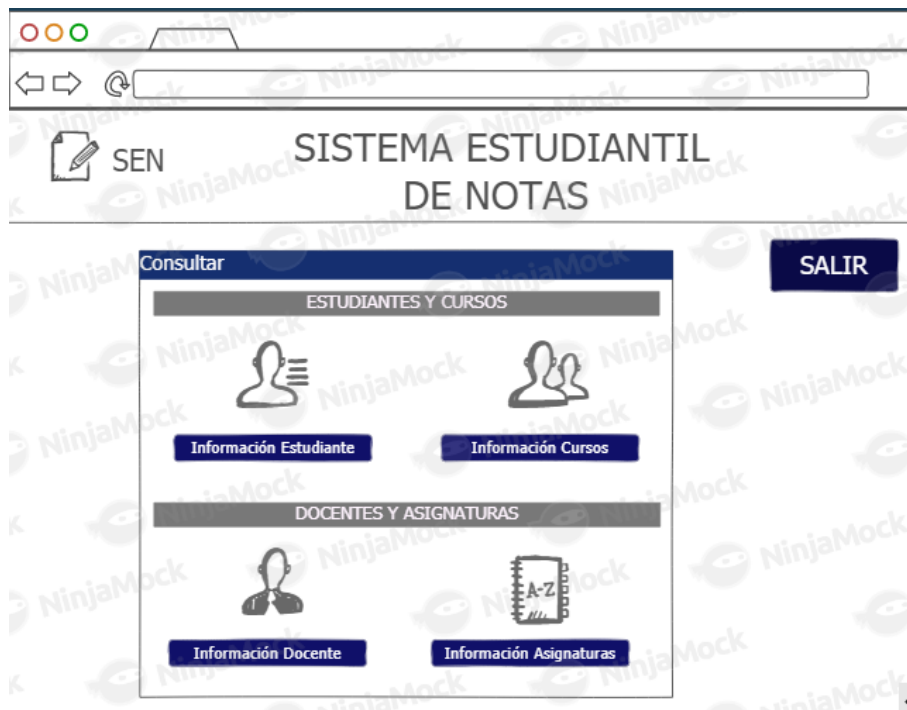 SEN
SISTEMA ESTUDIANTIL
DE NOTAS
Consultar
SALIR
ESTUDIANTES Y CURSOS
Información Estudiante
Información Cursos
DOCENTES Y ASIGNATURAS
A-Z
Información Docente
Información Asignaturas
NinjaMock